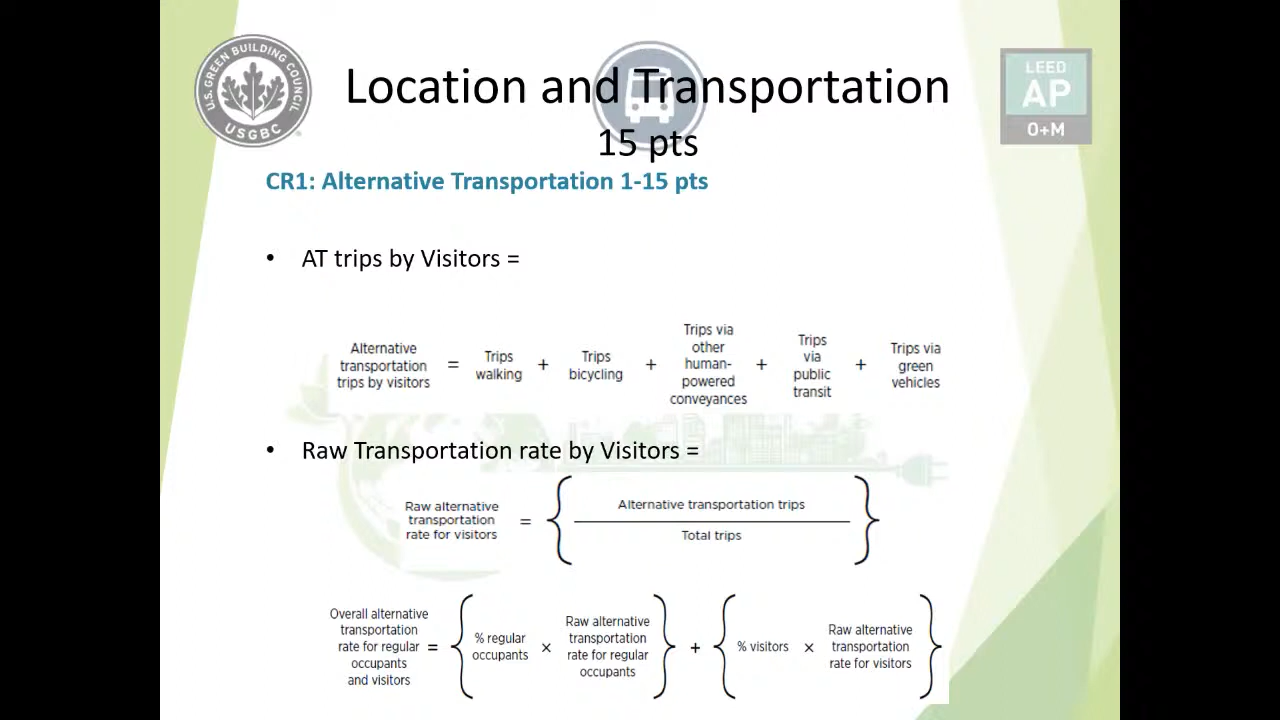 U.S. GREEN BUILDING COUNCIL
USGBC
Location and Transportation
15 pts
LEED
AP
O+M
CR1: Alternative Transportation 1-15 pts
• AT trips by Visitors =
Alternative
transportation
trips by visitors
=
Trips
walking
+
Trips
bicycling
+
Trips via
other
human-
powered
conveyances
+
Trips
via
public
transit
+
Trips via
green
vehicles
• Raw Transportation rate by Visitors =
Raw alternative
transportation
rate for visitors
=
Alternative transportation trips
Total trips
Overall alternative
transportation
rate for regular
occupants
and visitors
=
% regular
occupants
×
Raw alternative
transportation
rate for regular
occupants
+
% visitors
×
Raw alternative
transportation
rate for visitors